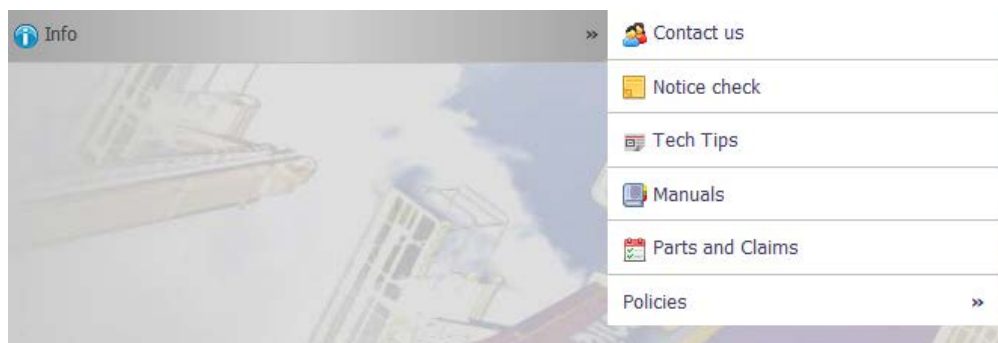 Info »
Contact us
Notice check
Tech Tips
Manuals
Parts and Claims
Policies »